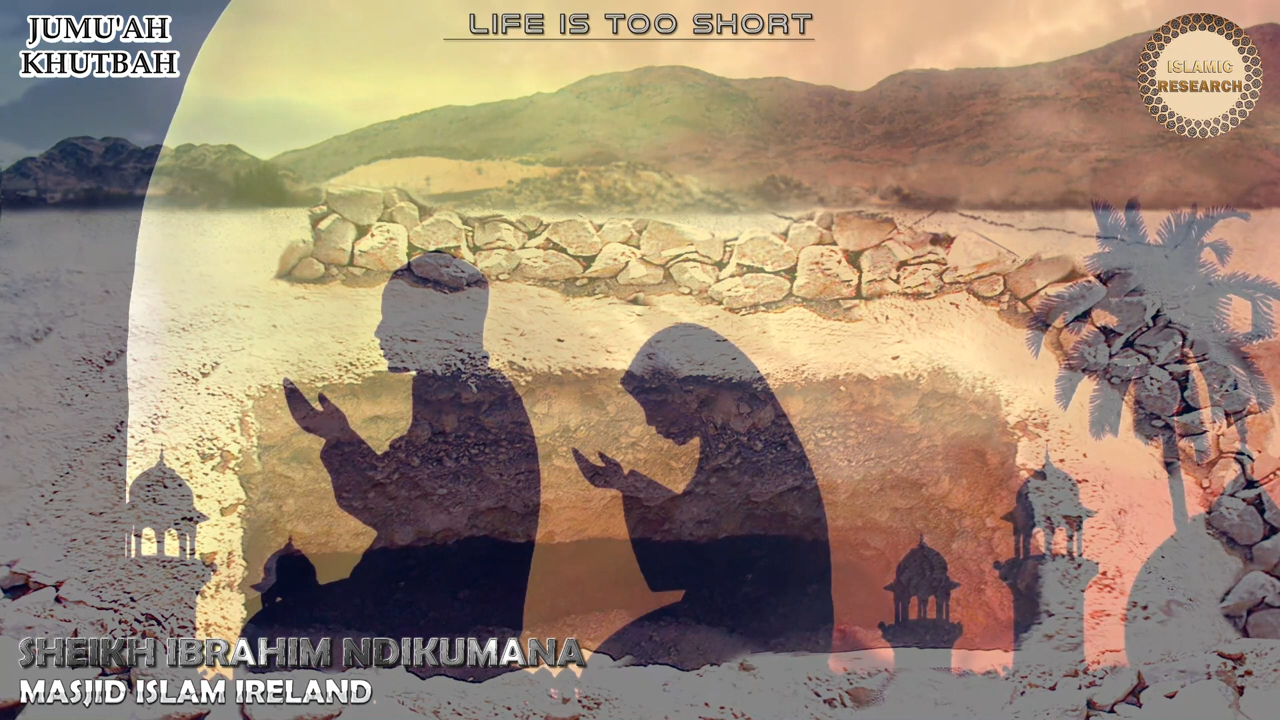 JUMU'AH
KHUTBAH
LIFE IS TOO SHORT
ISLAMIC
RESEARCH
SHEIKH IBRAHIM NDIKUMANA
MASJID ISLAM IRELAND